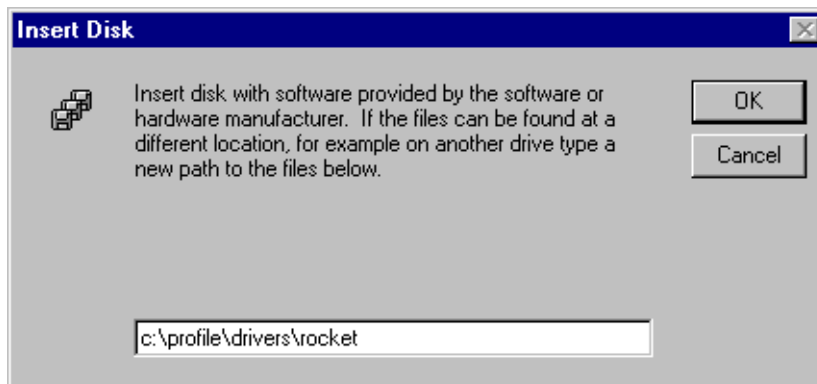 Insert Disk
Insert disk with software provided by the software or
hardware manufacturer. If the files can be found at a
different location, for example on another drive type a
new path to the files below.
OK
Cancel
c:\profile\drivers\rocket